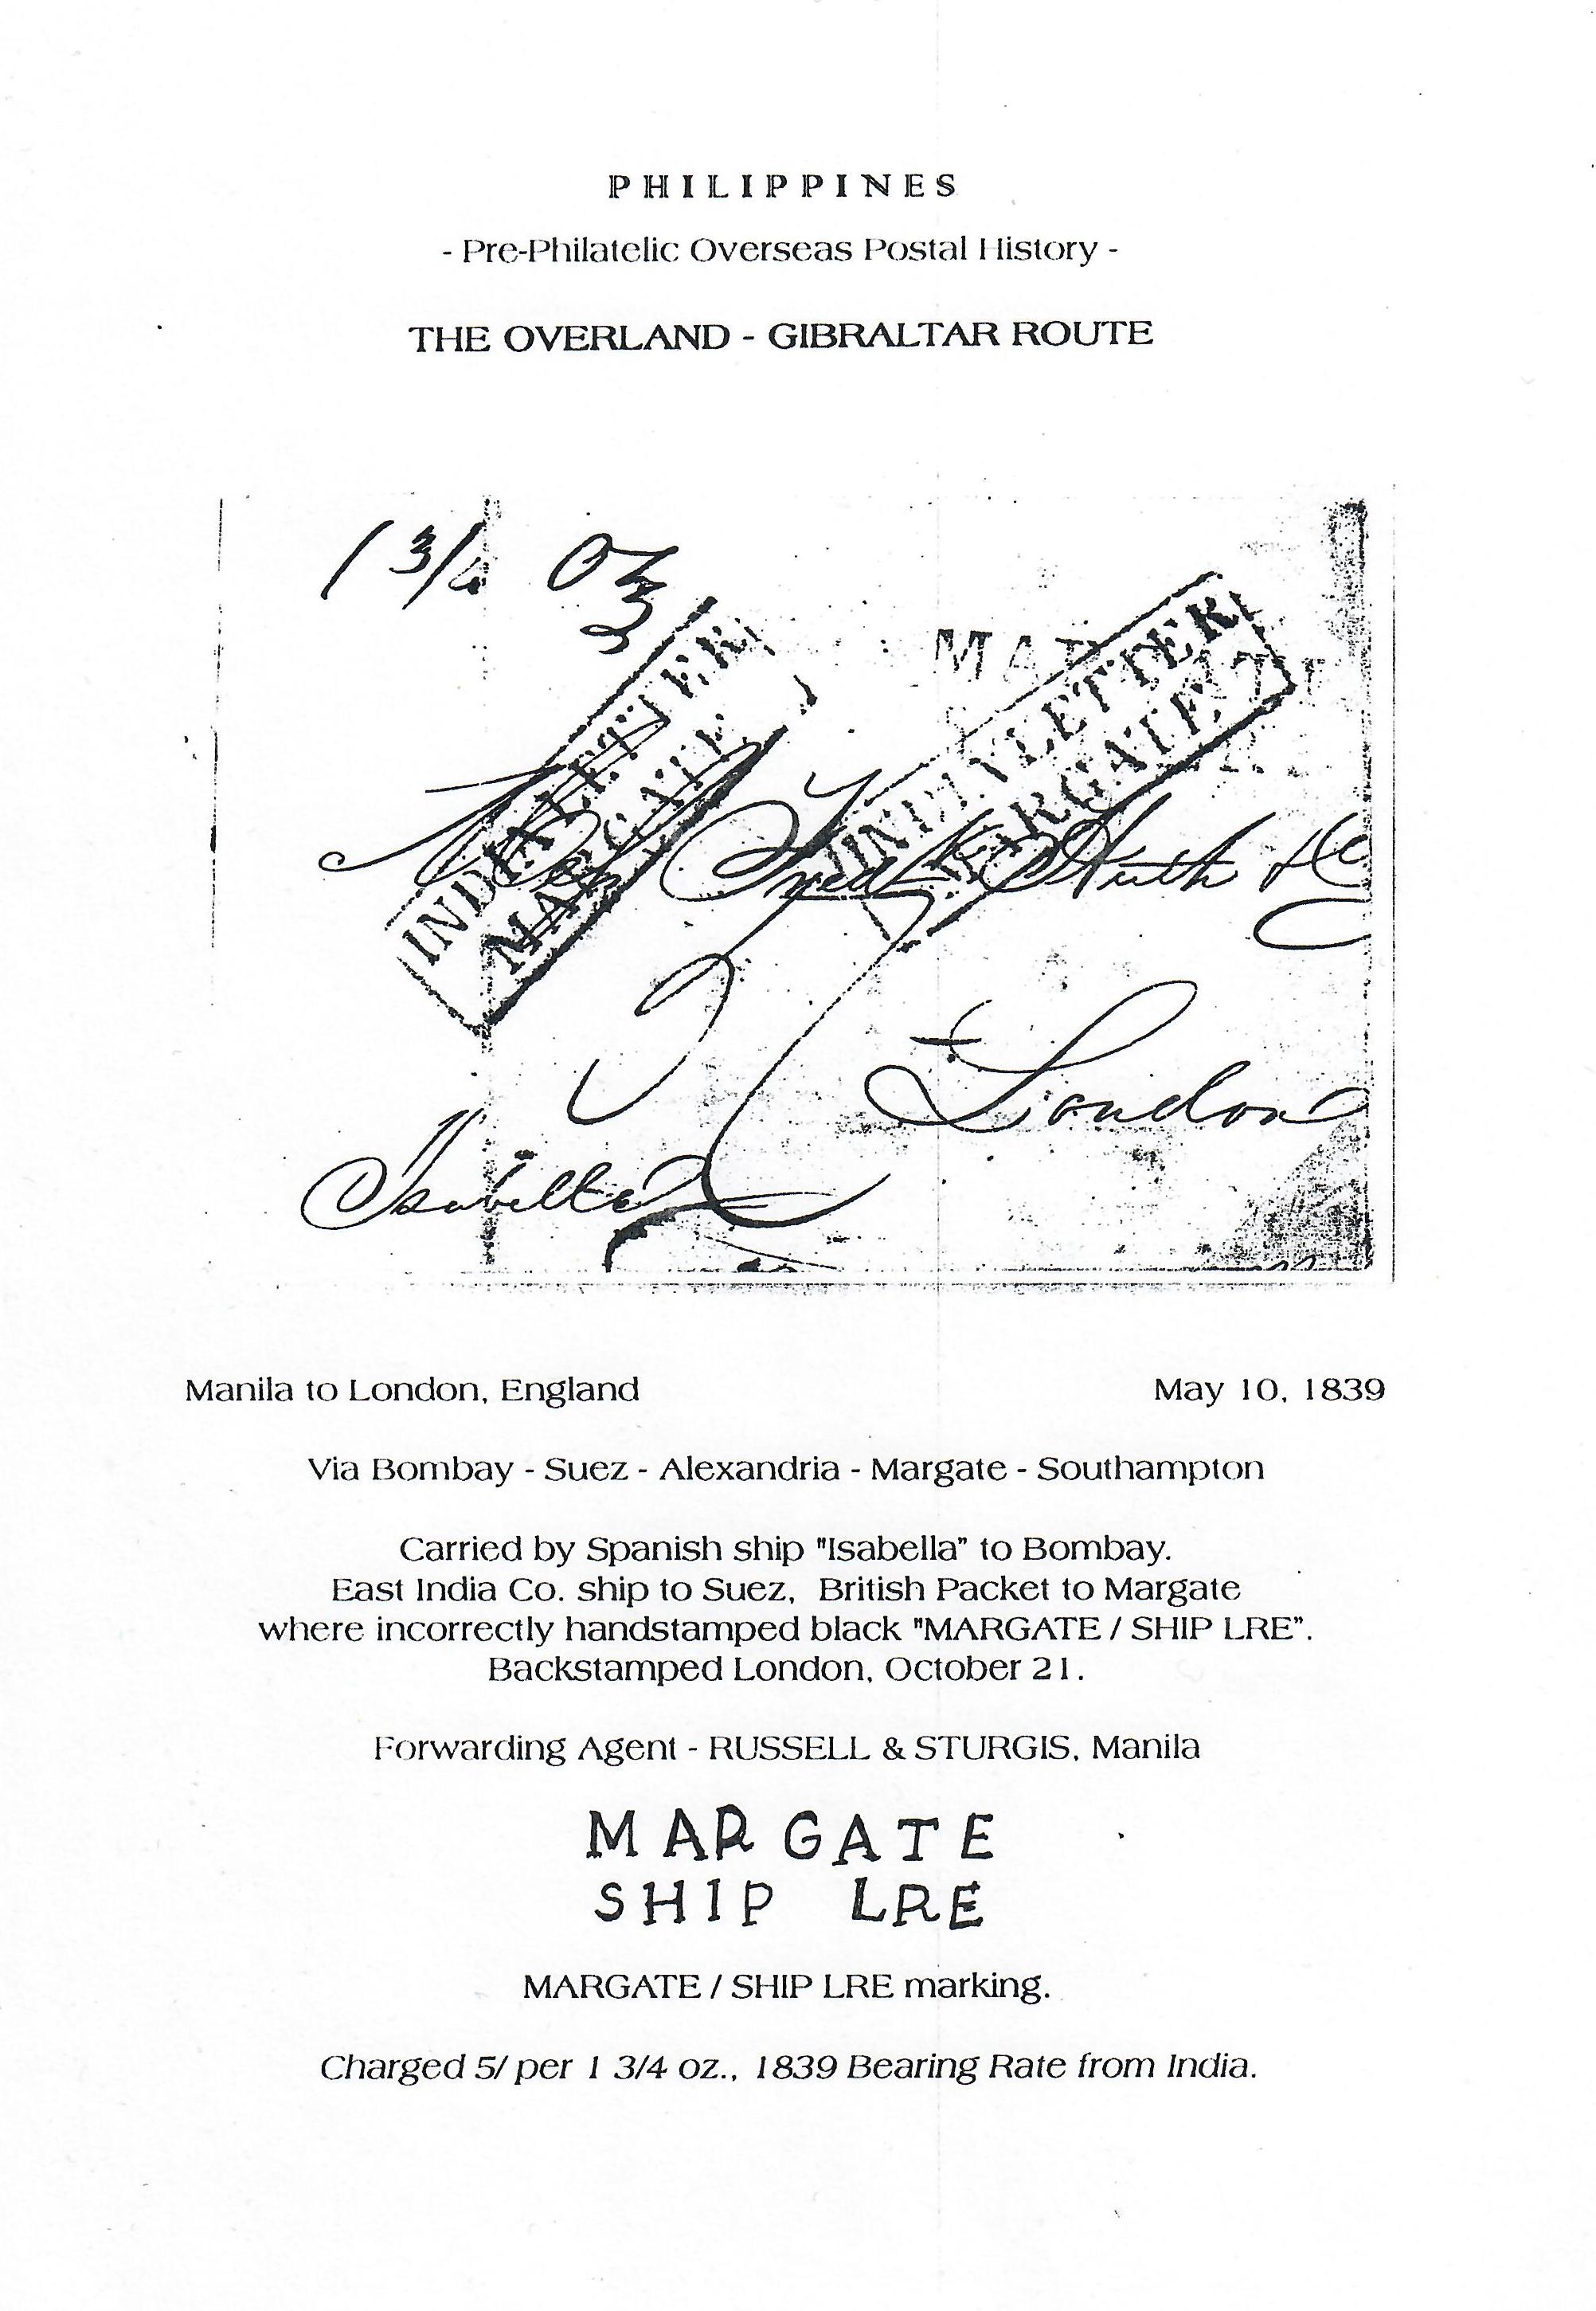 PHILIPPINES
- Pre-Philatelic Overseas Postal History -
THE OVERLAND - GIBRALTAR ROUTE
1 3/4 oz
INDIA LETTER
MARGATE
INDIA LETTER
MARGATE
MAR
Fredk Huth & Co
London
Isabella
Manila to London, England
May 10, 1839
Via Bombay - Suez - Alexandria - Margate - Southampton
Carried by Spanish ship "Isabella" to Bombay.
East India Co. ship to Suez, British Packet to Margate
where incorrectly handstamped black "MARGATE / SHIP LRE".
Backstamped London, October 21.
Forwarding Agent - RUSSELL & STURGIS, Manila
MARGATE
SHIP LRE
MARGATE / SHIP LRE marking.
Charged 5/ per 1 3/4 oz., 1839 Bearing Rate from India.